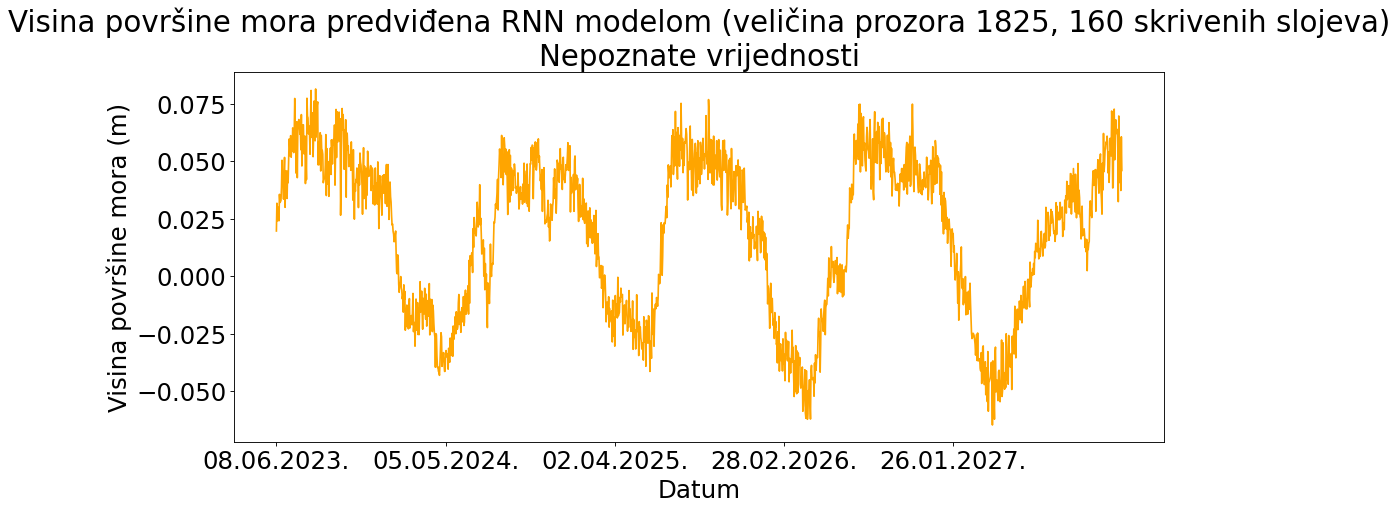 Visina površine mora predviđena RNN modelom (veličina prozora 1825, 160 skrivenih slojeva)
Nepoznate vrijednosti
Visina površine mora (m)
0.075
0.050
0.025
0.000
−0.025
−0.050
08.06.2023. 05.05.2024. 02.04.2025. 28.02.2026. 26.01.2027.
Datum